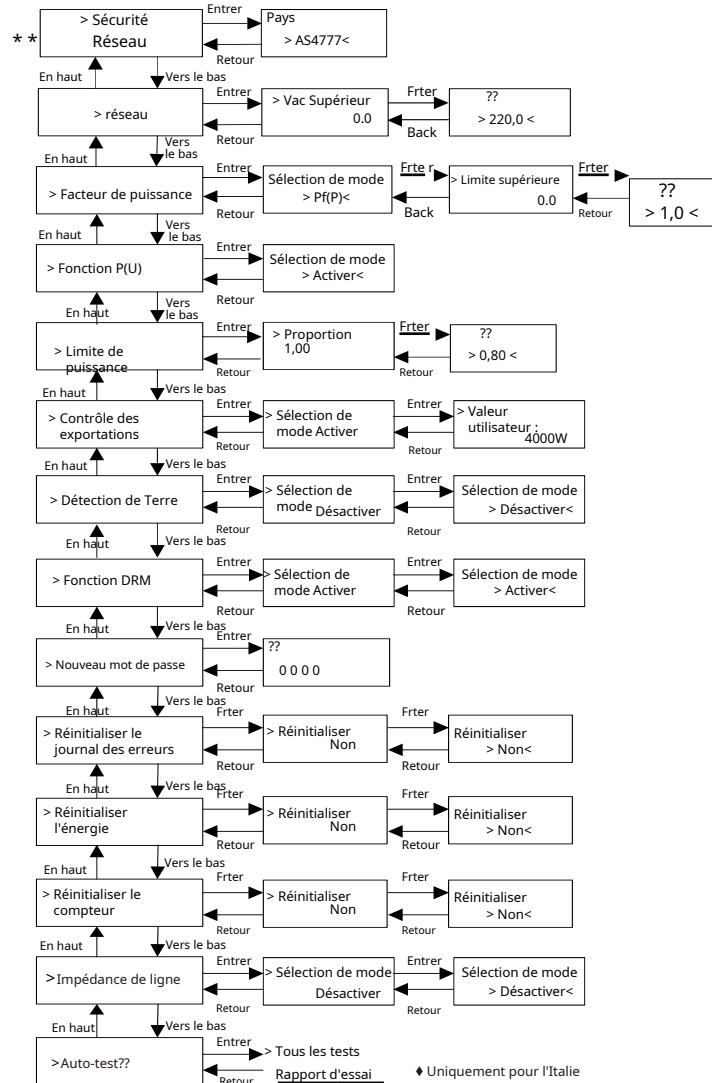 Entrer
> Sécurité
Réseau
* *
Pays
> AS4777<
Retour
En haut
Vers le bas
Entrer
> réseau
> Vac Supérieur
0.0
Frter
??
> 220,0 <
Retour
Back
En haut
Vers
le bas
Entrer
> Facteur de puissance
Sélection de mode
> Pf(P)<
Frte r
> Limite supérieure
0.0
Frter
??
> 1,0 <
Retour
Back
Retour
En haut
Vers
le bas
Entrer
> Fonction P(U)
Sélection de mode
> Activer<
Retour
En haut
Vers
le bas
Entrer
> Limite de
puissance
> Proportion
1,00
Frter
??
> 0,80 <
Retour
Retour
En haut
Vers le bas
Entrer
> Contrôle des
exportations
> Sélection de
mode Activer
Entrer
> Valeur
utilisateur :
4000W
Retour
Retour
En haut
Vers le bas
Entrer
> Détection de Terre
> Sélection de
mode Désactiver
Entrer
Sélection de mode
> Désactiver<
Retour
Retour
En haut
Vers le bas
Entrer
> Fonction DRM
> Sélection de
mode Activer
Entrer
Sélection de mode
> Activer<
Retour
Retour
En haut
Vers le bas
Entrer
> Nouveau mot de passe
??
0 0 0 0
Retour
En haut
Vers le bas
Frter
> Réinitialiser le
journal des erreurs
> Réinitialiser
Non
Frter
Réinitialiser
> Non<
Retour
Retour
En haut
Vers le bas
Frter
> Réinitialiser
l'énergie
> Réinitialiser
Non
Frter
Réinitialiser
> Non<
Retour
Retour
En haut
Vers le bas
Frter
> Réinitialiser le
compteur
> Réinitialiser
Non
Frter
Réinitialiser
> Non<
Retour
Retour
En haut
Vers le bas
Entrer
>Impédance de ligne
> Sélection de mode
Désactiver
Entrer
Sélection de mode
> Désactiver<
Retour
Retour
En haut
Vers le bas
Entrer
>Auto-test??
> Tous les tests
Retour
Rapport d'essai
♦ Uniquement pour l'Italie